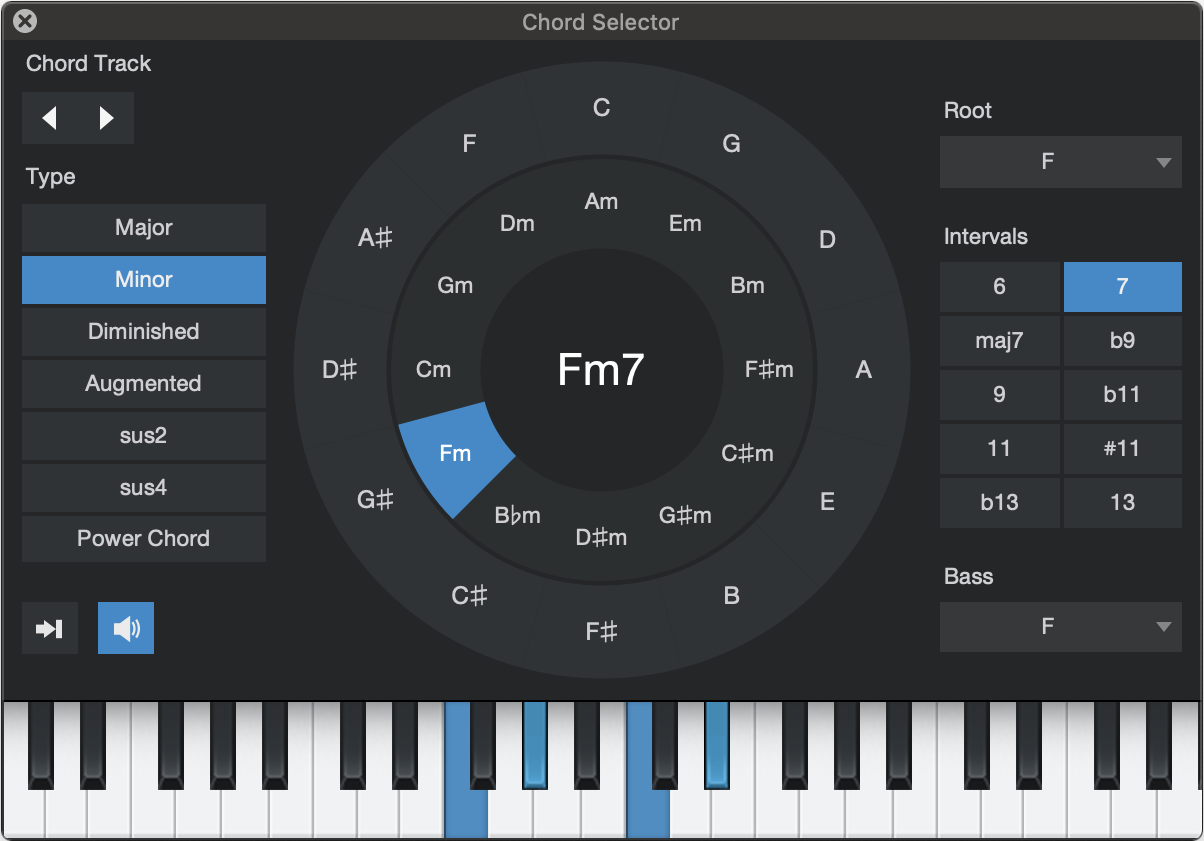 Chord Selector
Chord Track
Type
Major
Minor
Diminished
Augmented
sus2
sus4
Power Chord
C
G
D
A
E
B
F♯
C♯
G♯
D♯
A♯
F
Am
Em
Bm
F♯m
C♯m
G♯m
D♯m
B♭m
Fm
Cm
Gm
Dm
Fm7
Root
F
Intervals
6 7
maj7 b9
9 b11
11 #11
b13 13
Bass
F